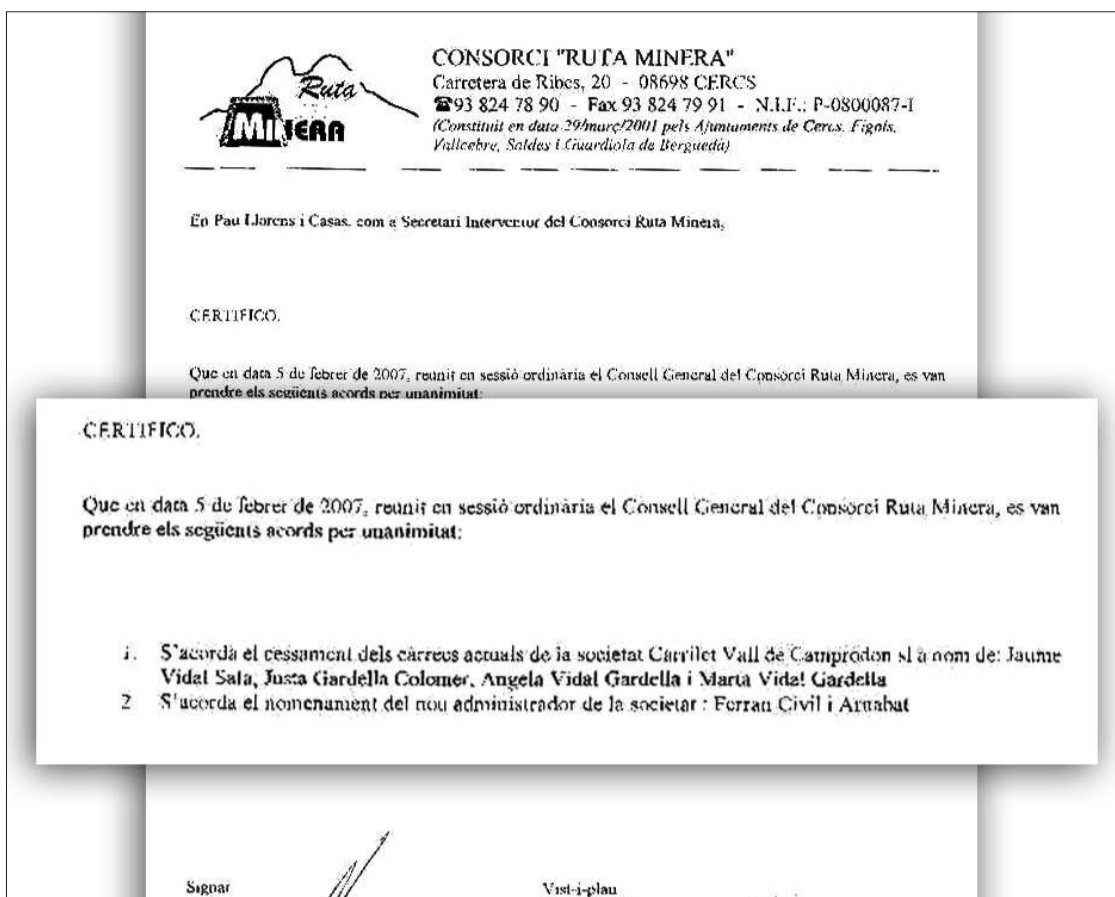 Ruta
MINERA
CONSORCI "RUTA MINERA"
Carretera de Ribes, 20 - 08698 CERCS
☎93 824 78 90 - Fax 93 824 79 91 - N.I.F.: P-0800087-I
(Constituït en data 29/març/2001 pels Ajuntaments de Cercs, Fígols,
Vallcebre, Saldes i Guardiola de Berguedà)
En Pau Llorens i Casas, com a Secretari Interventor del Consorci Ruta Minera,
CERTIFICO,
Que en data 5 de febrer de 2007, reunit en sessió ordinària el Consell General del Consorci Ruta Minera, es van
prendre els següents acords per unanimitat:
CERTIFICO,
Que en data 5 de febrer de 2007, reunit en sessió ordinària el Consell General del Consorci Ruta Minera, es van
prendre els següents acords per unanimitat:
1. S'acorda el cessament dels càrrecs actuals de la societat Carrilet Vall de Camprodon sl a nom de: Jaume
Vidal Sala, Justa Gardella Colomer, Angela Vidal Gardella i Marta Vidal Gardella
2 S'acorda el nomenament del nou administrador de la societat : Ferran Civil i Arnabat
Signat
Vist-i-plau